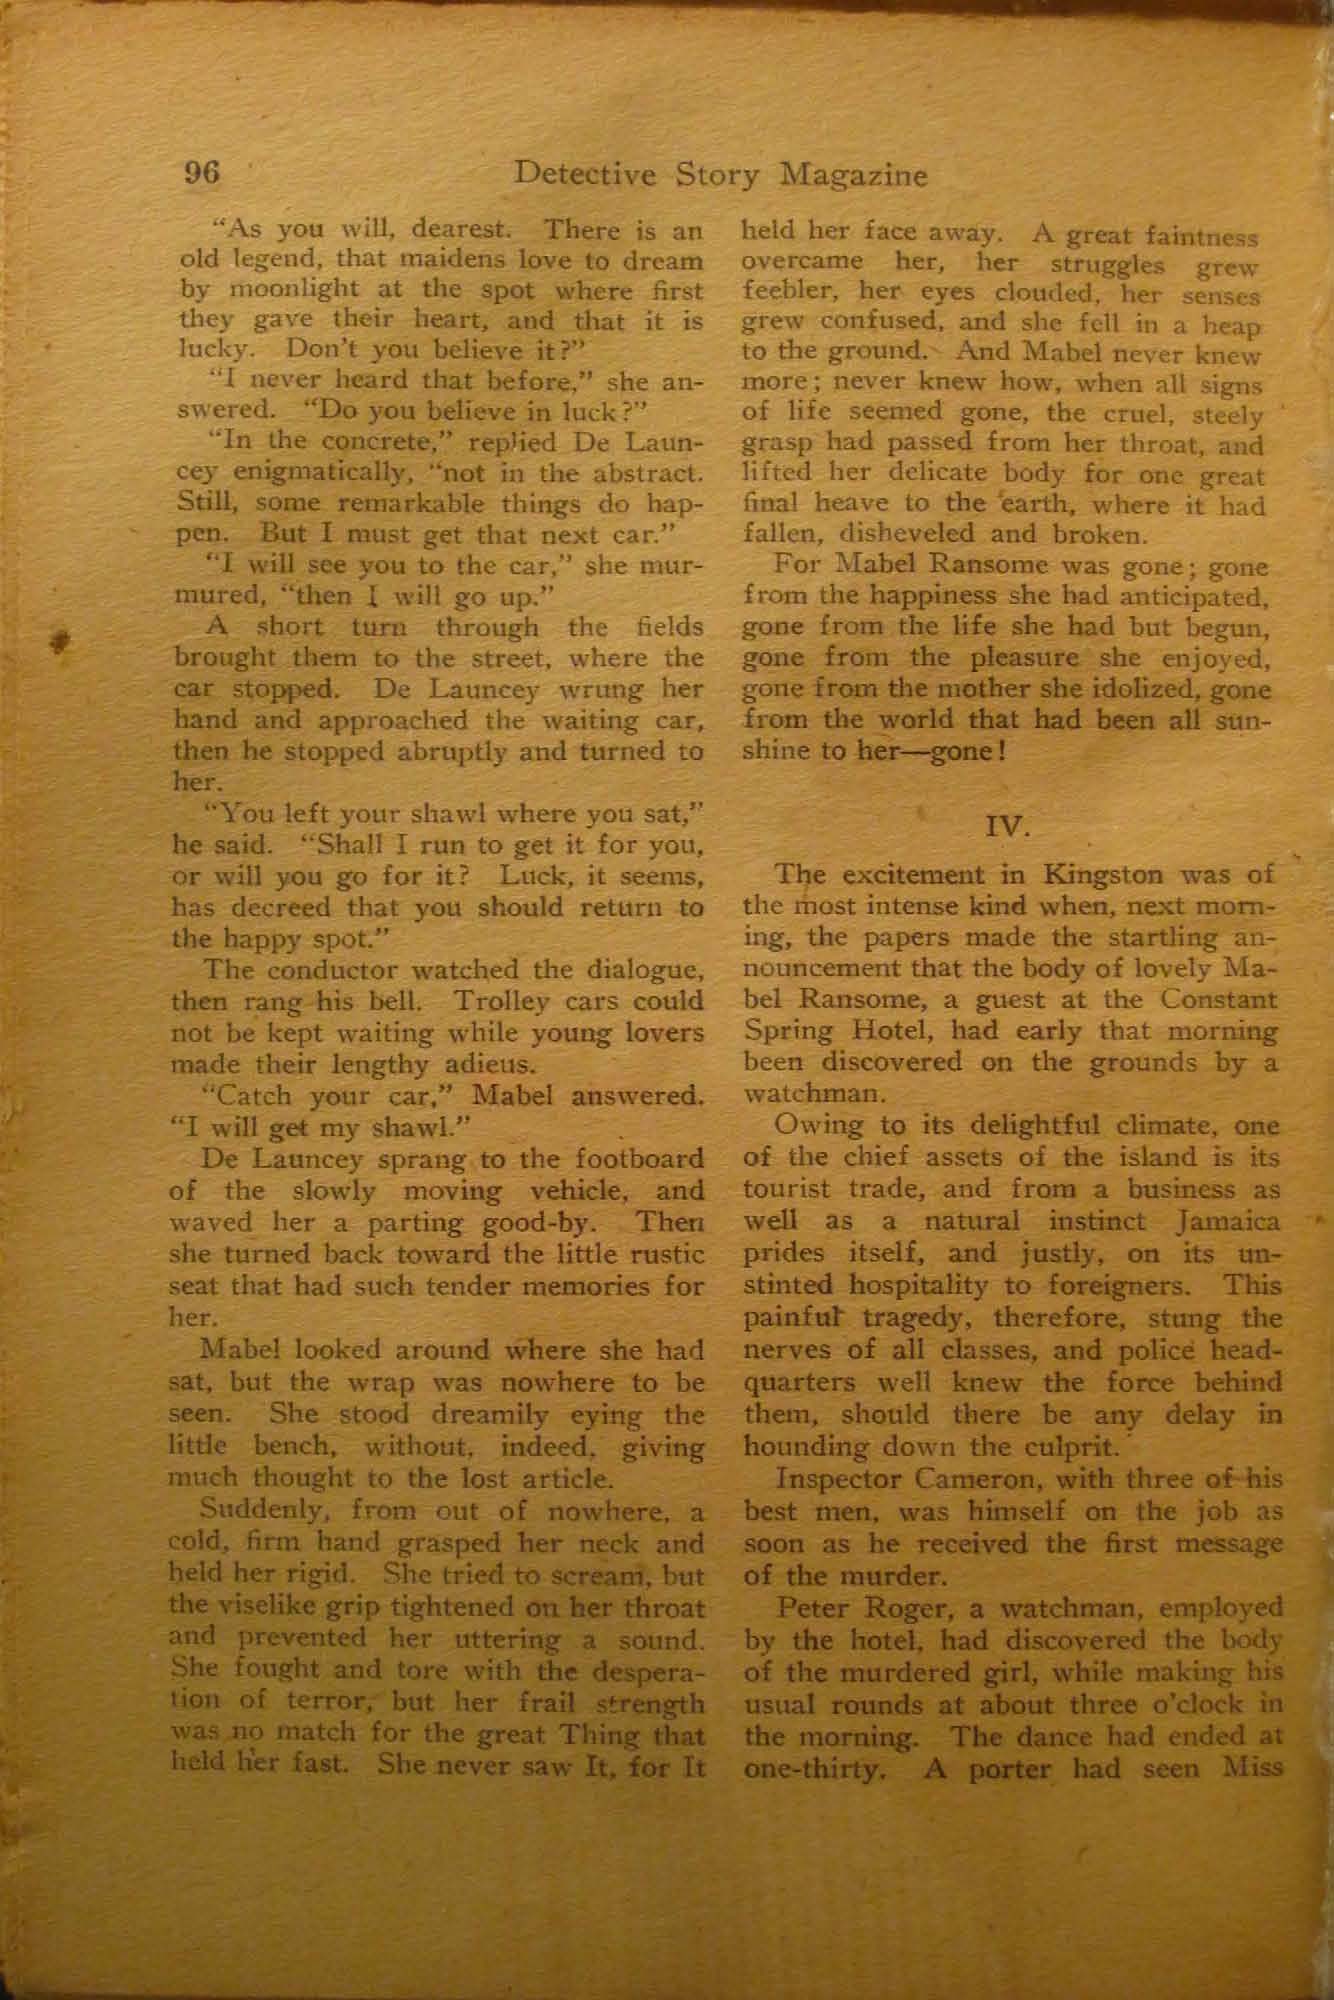 96
Detective Story Magazine
“As you will, dearest. There is an
old legend, that maidens love to dream
by moonlight at the spot where first
they gave their heart, and that it is
lucky. Don’t you believe it?”
“I never heard that before,” she an-
swered. “Do you believe in luck?”
“In the concrete,” replied De Laun-
cey enigmatically, “not in the abstract.
Still, some remarkable things do hap-
pen. But I must get that next car.”
“I will see you to the car,” she mur-
mured, “then I will go up.”
A short turn through the fields
brought them to the street, where the
car stopped. De Launcey wrung her
hand and approached the waiting car,
then he stopped abruptly and turned to
her.
“You left your shawl where you sat,”
he said. “Shall I run to get it for you,
or will you go for it? Luck, it seems,
has decreed that you should return to
the happy spot.”
The conductor watched the dialogue,
then rang his bell. Trolley cars could
not be kept waiting while young lovers
made their lengthy adieus.
“Catch your car,” Mabel answered.
“I will get my shawl.”
De Launcey sprang to the footboard
of the slowly moving vehicle, and
waved her a parting good-by. Then
she turned back toward the little rustic
seat that had such tender memories for
her.
Mabel looked around where she had
sat, but the wrap was nowhere to be
seen. She stood dreamily eying the
little bench, without, indeed, giving
much thought to the lost article.
Suddenly, from out of nowhere, a
cold, firm hand grasped her neck and
held her rigid. She tried to scream, but
the viselike grip tightened on her throat
and prevented her uttering a sound.
She fought and tore with the despera-
tion of terror, but her frail strength
was no match for the great Thing that
held her fast. She never saw It, for It
held her face away. A great faintness
overcame her, her struggles grew
feebler, her eyes clouded, her senses
grew confused, and she fell in a heap
to the ground. And Mabel never knew
more; never knew how, when all signs
of life seemed gone, the cruel, steely
grasp had passed from her throat, and
lifted her delicate body for one great
final heave to the earth, where it had
fallen, disheveled and broken.
For Mabel Ransome was gone; gone
from the happiness she had anticipated,
gone from the life she had but begun,
gone from the pleasure she enjoyed,
gone from the mother she idolized, gone
from the world that had been all sun-
shine to her—gone!
IV.
The excitement in Kingston was of
the most intense kind when, next morn-
ing, the papers made the startling an-
nouncement that the body of lovely Ma-
bel Ransome, a guest at the Constant
Spring Hotel, had early that morning
been discovered on the grounds by a
watchman.
Owing to its delightful climate, one
of the chief assets of the island is its
tourist trade, and from a business as
well as a natural instinct Jamaica
prides itself, and justly, on its un-
stinted hospitality to foreigners. This
painful tragedy, therefore, stung the
nerves of all classes, and police head-
quarters well knew the force behind
them, should there be any delay in
hounding down the culprit.
Inspector Cameron, with three of his
best men, was himself on the job as
soon as he received the first message
of the murder.
Peter Roger, a watchman, employed
by the hotel, had discovered the body
of the murdered girl, while making his
usual rounds at about three o’clock in
the morning. The dance had ended at
one-thirty. A porter had seen Miss